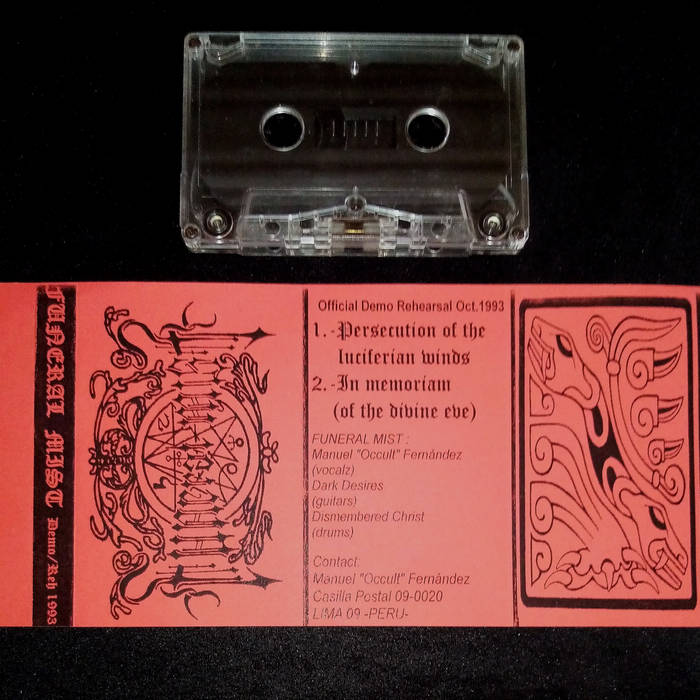 FUNERAL MIST Demo/Reh 1993
Official Demo Rehearsal Oct.1993
1.-Persecution of the
luciferian winds
2.-In memoriam
(of the divine eve)
FUNERAL MIST :
Manuel "Occult" Fernández
(vocalz)
Dark Desires
(guitars)
Dismembered Christ
(drums)
Contact:
Manuel "Occult" Fernández
Casilla Postal 09-0020
LIMA 09 -PERU-